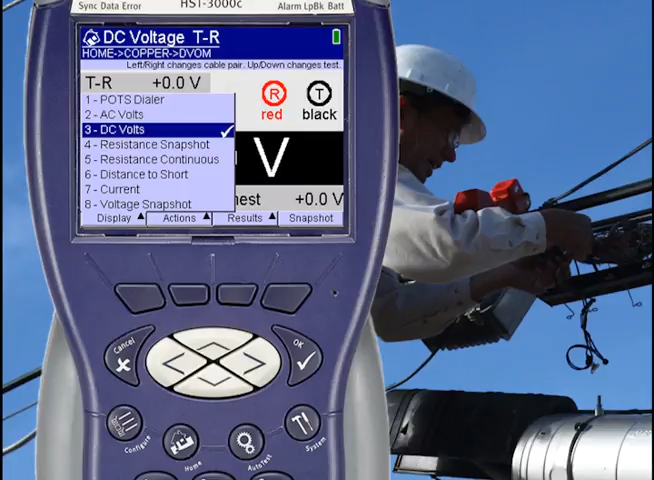 HST-3000c
Sync Data Error
Alarm LpBk Batt
DC Voltage T-R
HOME->COPPER->DVOM
Left/Right changes cable pair. Up/Down changes test.
T-R +0.0 V
R
T
red
black
1 - POTS Dialer
2 - AC Volts
3 - DC Volts
4 - Resistance Snapshot
5 - Resistance Continuous
6 - Distance to Short
7 - Current
8 - Voltage Snapshot
V
hest +0.0 V
Display
Actions
Results
Snapshot
Cancel
OK
Configure
Home
AutoTest
System